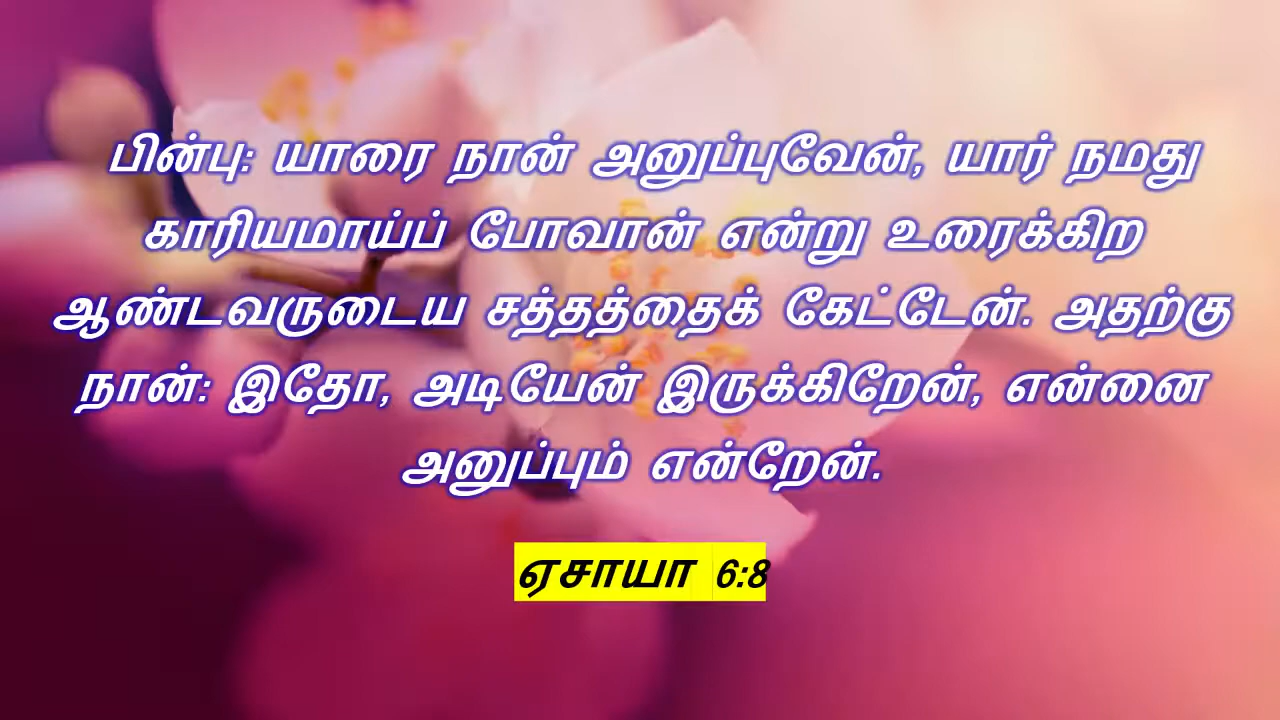 பின்பு: யாரை நான் அனுப்புவேன், யார் நமது
காரியமாய்ப் போவான் என்று உரைக்கிற
ஆண்டவருடைய சத்தத்தைக் கேட்டேன். அதற்கு
நான்: இதோ, அடியேன் இருக்கிறேன், என்னை
அனுப்பும் என்றேன்.
ஏசாயா 6:8